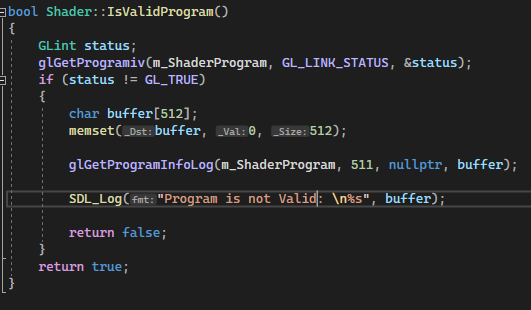 bool Shader::IsValidProgram()
{
GLint status;
glGetProgramiv(m_ShaderProgram, GL_LINK_STATUS, &status);
if (status != GL_TRUE)
{
char buffer[512];
memset(_Dst:buffer, _Val:0, _Size:512);
glGetProgramInfoLog(m_ShaderProgram, 511, nullptr, buffer);
SDL_Log(fmt:"Program is not Valid: \n%s", buffer);
return false;
}
return true;
}